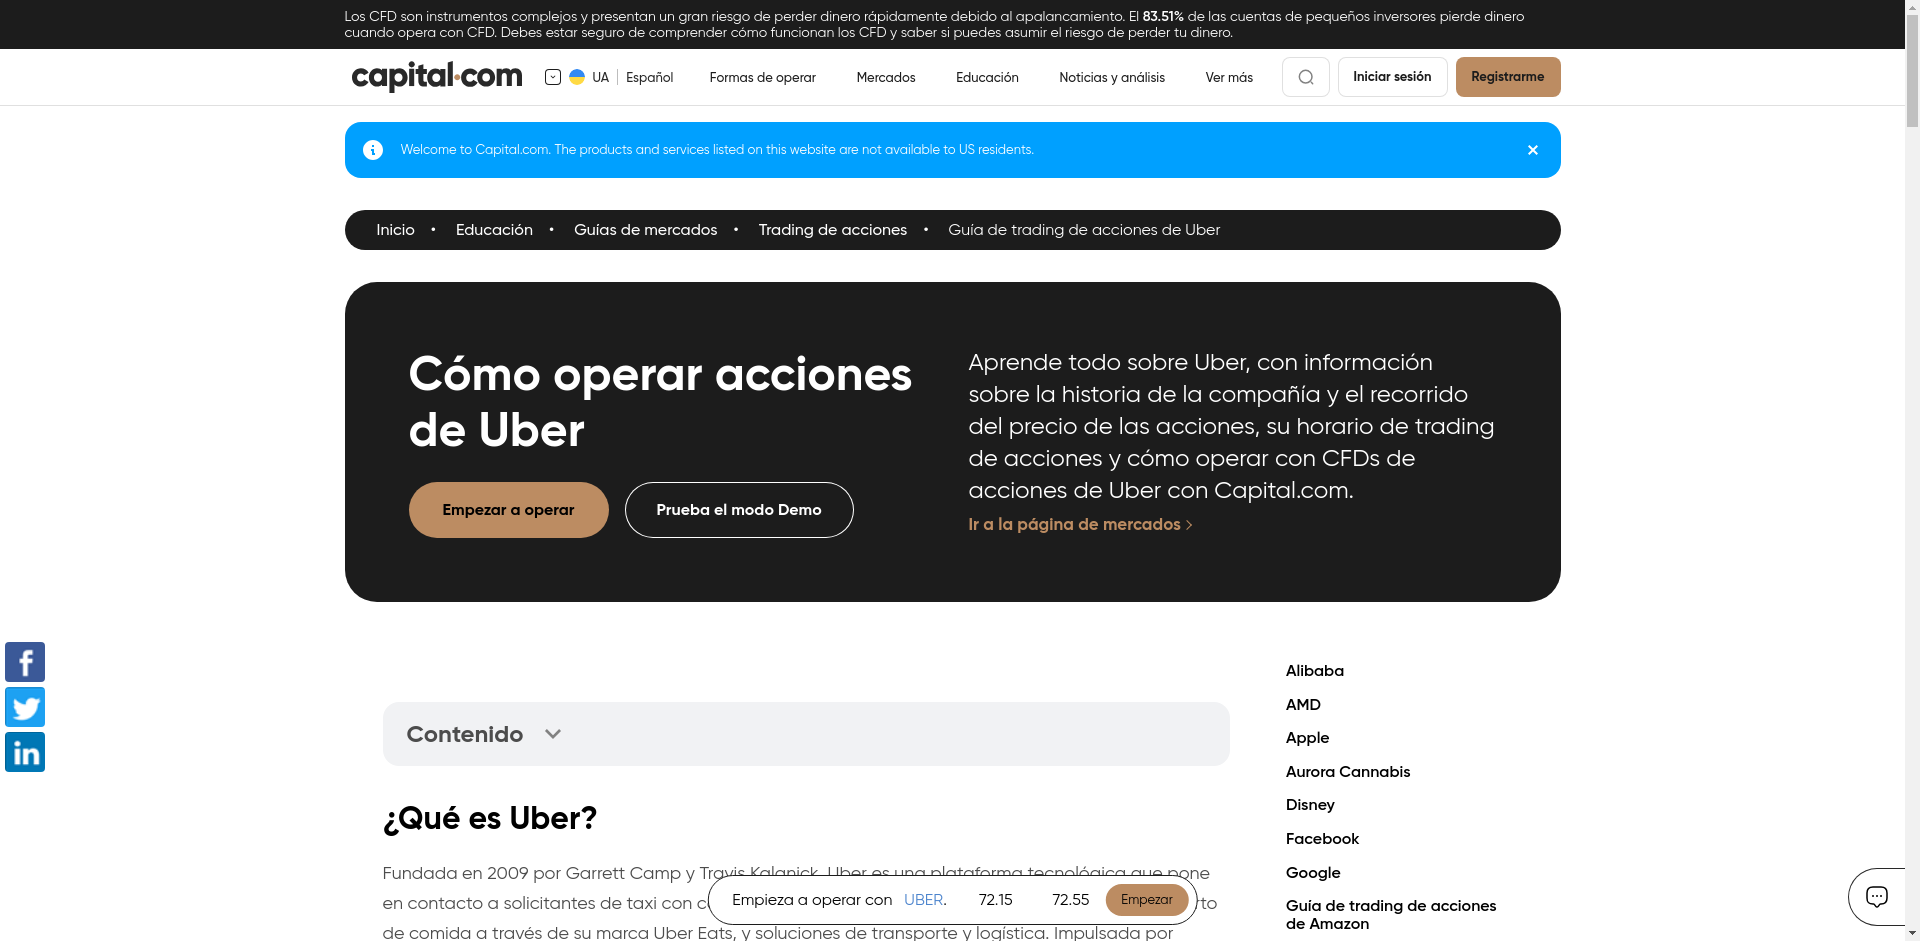 Los CFD son instrumentos complejos y presentan un gran riesgo de perder dinero rápidamente debido al apalancamiento. El 83.51% de las cuentas de pequeños inversores pierde dinero
cuando opera con CFD. Debes estar seguro de comprender cómo funcionan los CFD y saber si puedes asumir el riesgo de perder tu dinero.
capital.com UA Español Formas de operar Mercados Educación Noticias y análisis Ver más Iniciar sesión Registrarme
Welcome to Capital.com. The products and services listed on this website are not available to US residents.
Inicio • Educación • Guías de mercados • Trading de acciones • Guía de trading de acciones de Uber
Cómo operar acciones
de Uber
Empezar a operar Prueba el modo Demo
Aprende todo sobre Uber, con información
sobre la historia de la compañía y el recorrido
del precio de las acciones, su horario de trading
de acciones y cómo operar con CFDs de
acciones de Uber con Capital.com.
Ir a la página de mercados
Contenido
¿Qué es Uber?
Fundada en 2009 por Garrett Camp y Travis Kalanick, Uber es una plataforma tecnológica que pone
en contacto a solicitantes de taxi con
de comida a través de su marca Uber Eats, y soluciones de transporte y logística. Impulsada por
Empieza a operar con UBER. 72.15 72.55 Empezar
Alibaba
AMD
Apple
Aurora Cannabis
Disney
Facebook
Google
Guía de trading de acciones
de Amazon